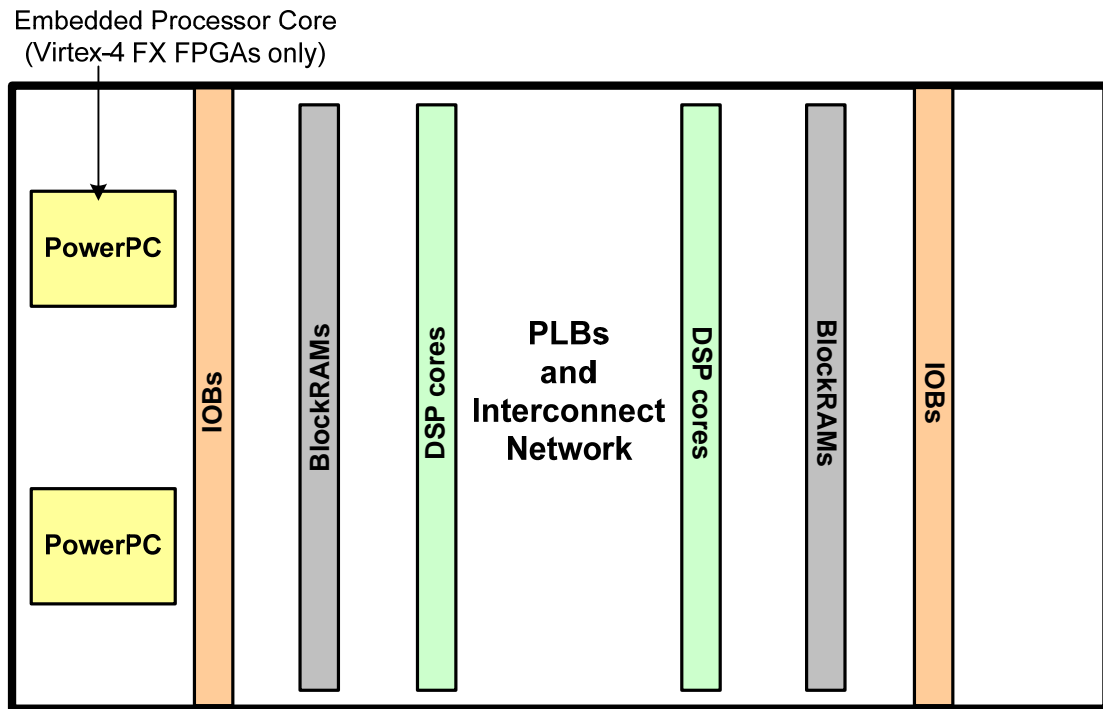 Embedded Processor Core
(Virtex-4 FX FPGAs only)
PowerPC
PowerPC
IOBs
BlockRAMs
DSP cores
PLBs
and
Interconnect
Network
DSP cores
BlockRAMs
IOBs